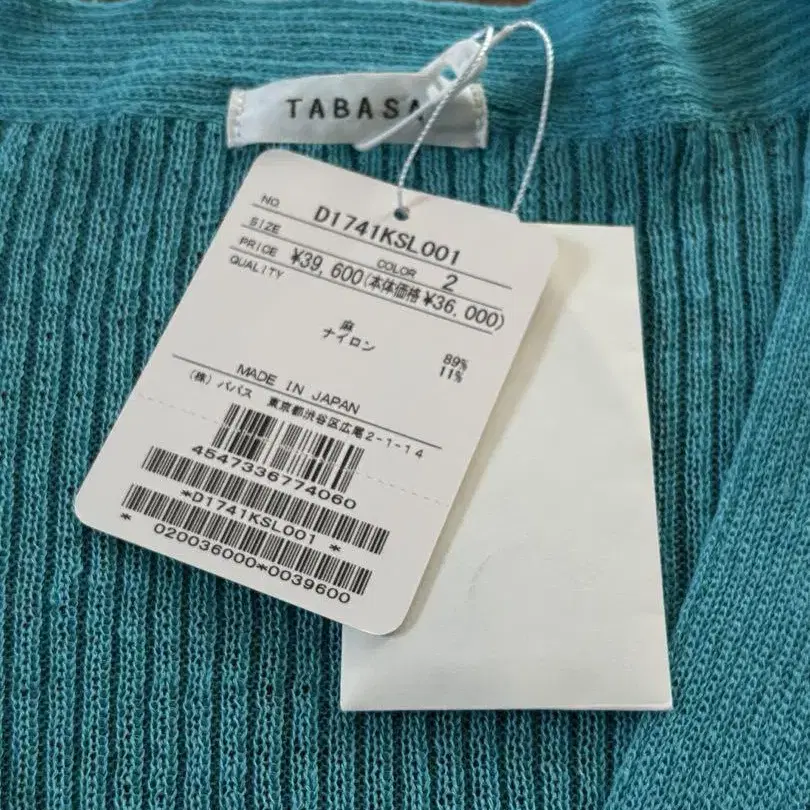 TABASA
NO. D1741KSL001
SIZE COLOR 2
PRICE ¥39,600(本体価格 ¥36,000)
QUALITY
麻 89%
ナイロン 11%
MADE IN JAPAN
(株)パパス 東京都渋谷区広尾2-1-14
4547336774060
*D1741KSL001 *
* 020036000*0039600